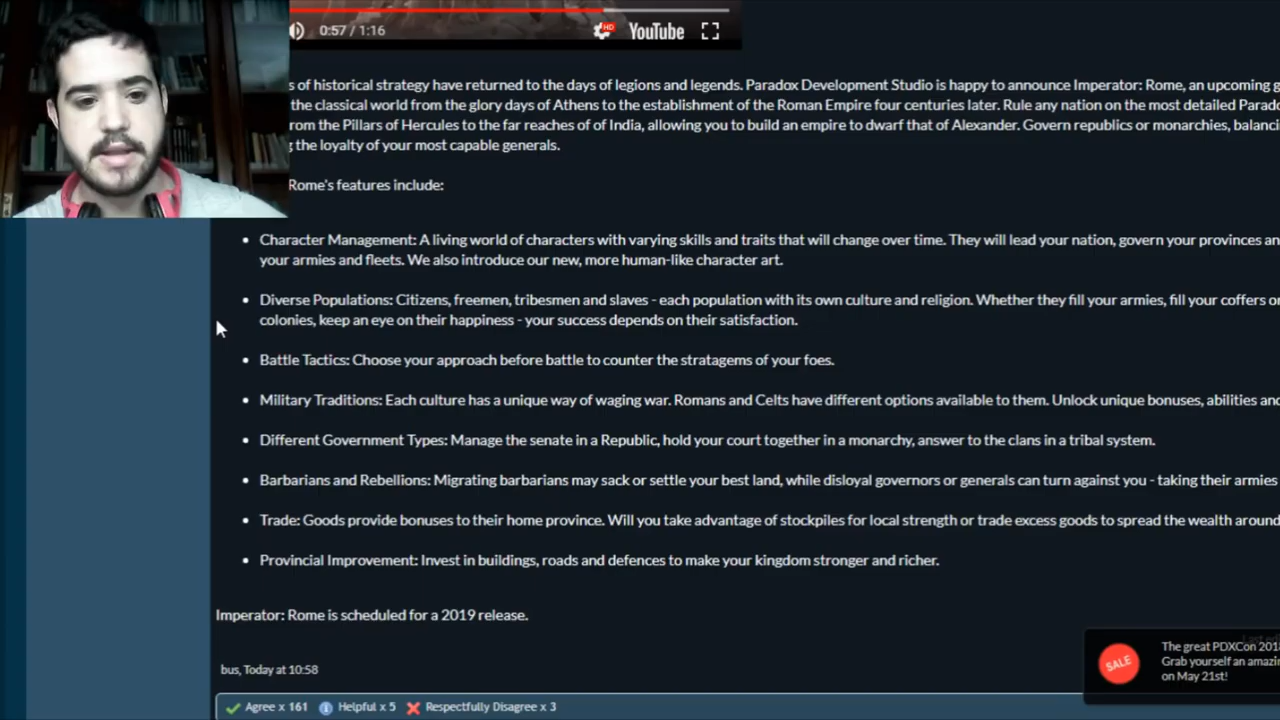 0:57 / 1:16
HD
YouTube
s of historical strategy have returned to the days of legions and legends. Paradox Development Studio is happy to announce Imperator: Rome, an upcoming g
the classical world from the glory days of Athens to the establishment of the Roman Empire four centuries later. Rule any nation on the most detailed Parado
rom the Pillars of Hercules to the far reaches of of India, allowing you to build an empire to dwarf that of Alexander. Govern republics or monarchies, balanci
g the loyalty of your most capable generals.
Rome's features include:
• Character Management: A living world of characters with varying skills and traits that will change over time. They will lead your nation, govern your provinces an
your armies and fleets. We also introduce our new, more human-like character art.
• Diverse Populations: Citizens, freemen, tribesmen and slaves - each population with its own culture and religion. Whether they fill your armies, fill your coffers or
colonies, keep an eye on their happiness - your success depends on their satisfaction.
• Battle Tactics: Choose your approach before battle to counter the stratagems of your foes.
• Military Traditions: Each culture has a unique way of waging war. Romans and Celts have different options available to them. Unlock unique bonuses, abilities and
• Different Government Types: Manage the senate in a Republic, hold your court together in a monarchy, answer to the clans in a tribal system.
• Barbarians and Rebellions: Migrating barbarians may sack or settle your best land, while disloyal governors or generals can turn against you - taking their armies
• Trade: Goods provide bonuses to their home province. Will you take advantage of stockpiles for local strength or trade excess goods to spread the wealth around
• Provincial Improvement: Invest in buildings, roads and defences to make your kingdom stronger and richer.
Imperator: Rome is scheduled for a 2019 release.
bus, Today at 10:58
SALE
The great PDXCon 2018
Grab yourself an amazin
on May 21st!
Agree x 161 Helpful x 5 Respectfully Disagree x 3